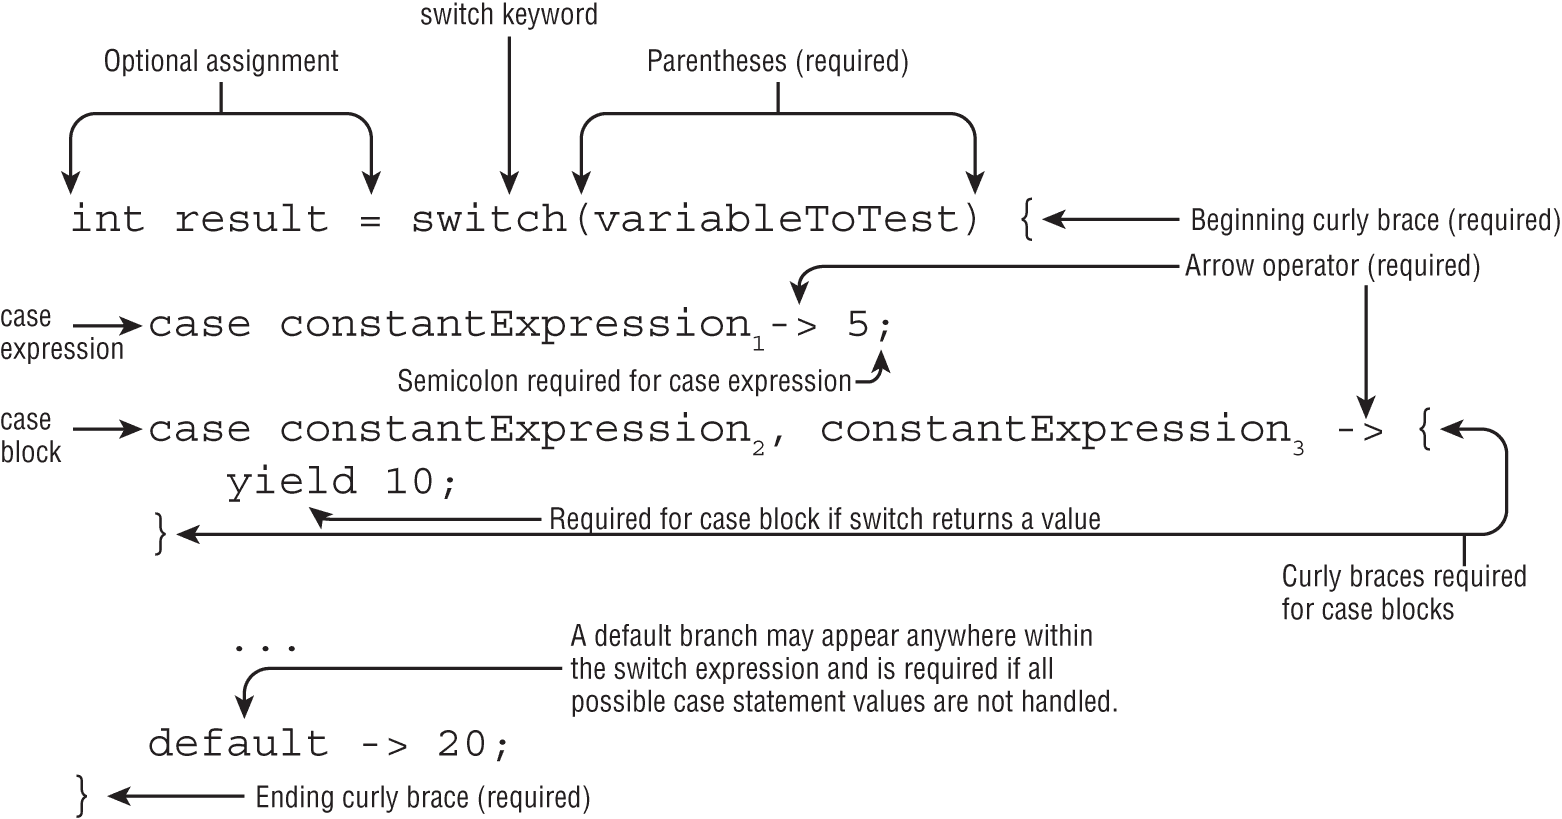 switch keyword
Optional assignment
Parentheses (required)
int result = switch(variableToTest) {
Beginning curly brace (required)
Arrow operator (required)
case
expression
case constantExpression1-> 5;
Semicolon required for case expression
case
block
case constantExpression2, constantExpression3 -> {
yield 10;
Required for case block if switch returns a value
}
Curly braces required
for case blocks
...
A default branch may appear anywhere within
the switch expression and is required if all
possible case statement values are not handled.
default -> 20;
}
Ending curly brace (required)